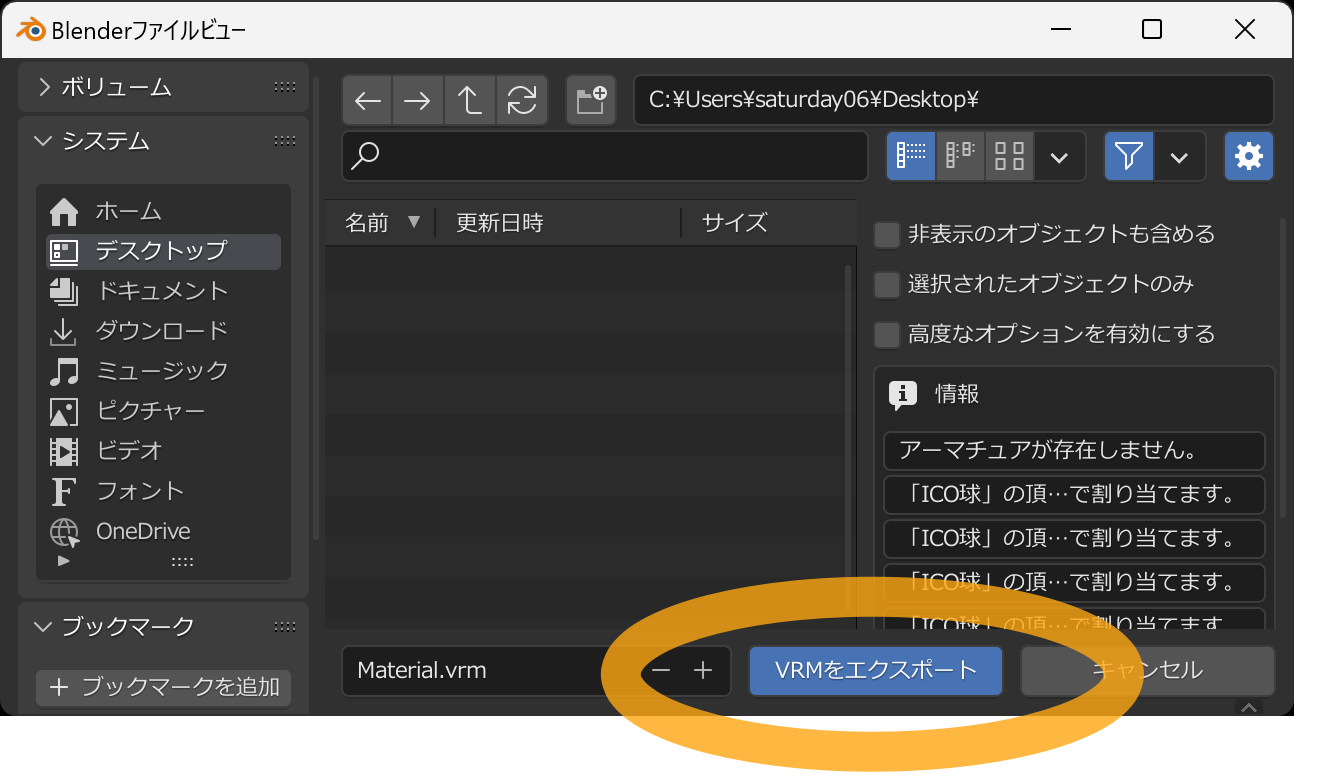 Blenderファイルビュー
ボリューム
システム
ホーム
デスクトップ
ドキュメント
ダウンロード
ミュージック
ピクチャー
ビデオ
フォント
OneDrive
ブックマーク
ブックマークを追加
C:¥Users¥saturday06¥Desktop¥
名前 ▼ 更新日時 サイズ
非表示のオブジェクトも含める
選択されたオブジェクトのみ
高度なオプションを有効にする
情報
アーマチュアが存在しません。
「ICO球」の頂…で割り当てます。
「ICO球」の頂…で割り当てます。
「ICO球」の頂…で割り当てます。
「ICO球」の頂…で割り当てます。
Material.vrm
VRMをエクスポート
キャンセル